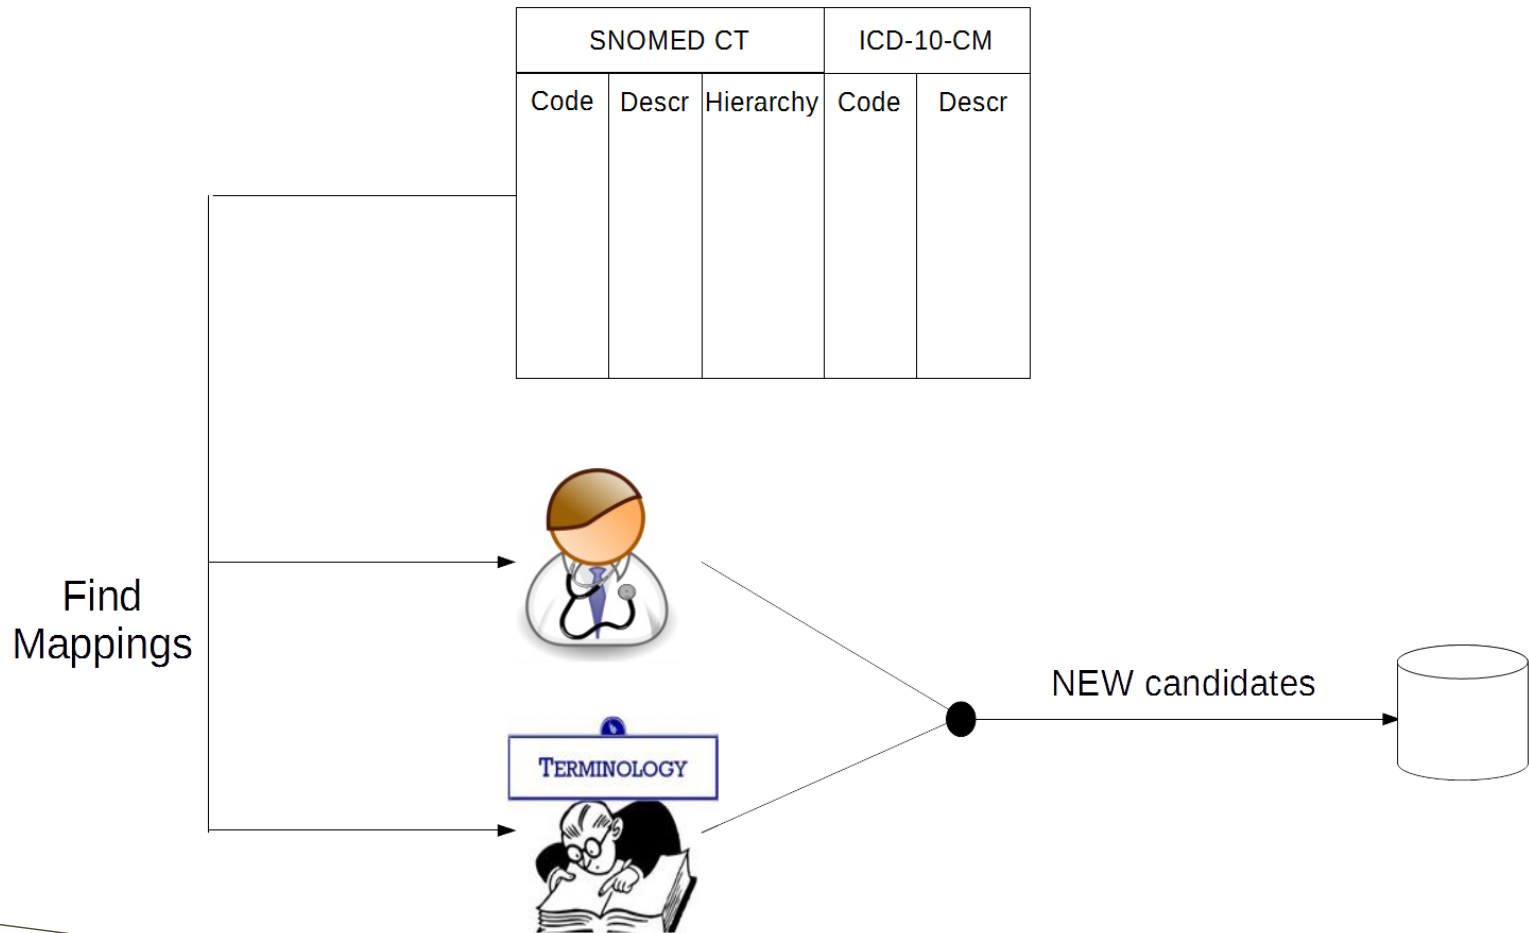 SNOMED CT ICD-10-CM
Code Descr Hierarchy Code Descr
Find
Mappings
NEW candidates
TERMINOLOGY